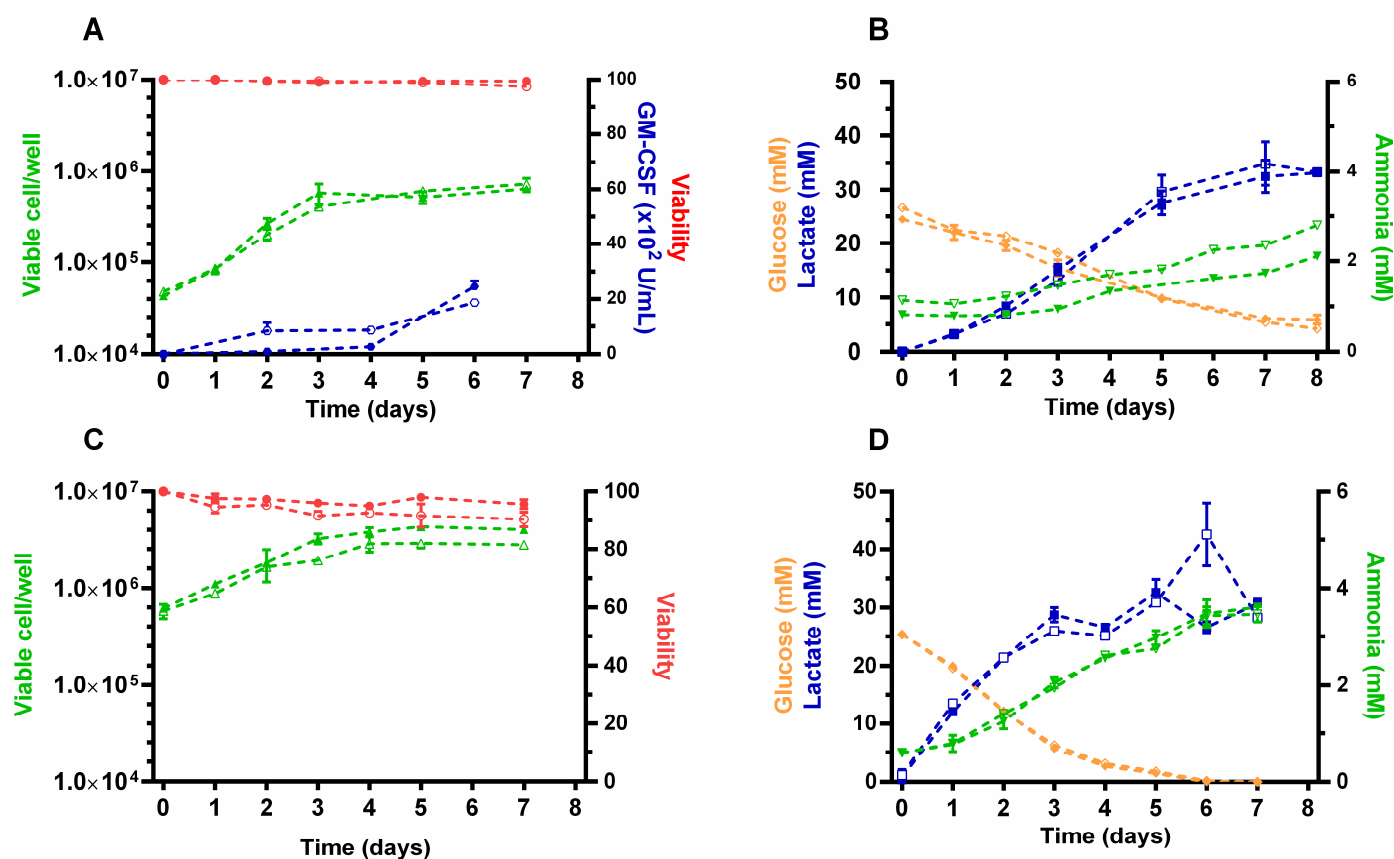 A
1.0×10⁷
1.0×10⁶
1.0×10⁵
1.0×10⁴
Viable cell/well
100
80
60
40
20
0
GM-CSF (x10² U/mL)
Viability
0 1 2 3 4 5 6 7 8
Time (days)
B
50
40
30
20
10
0
Glucose (mM)
Lactate (mM)
6
4
2
0
Ammonia (mM)
0 1 2 3 4 5 6 7 8
Time (days)
C
1.0×10⁷
1.0×10⁶
1.0×10⁵
1.0×10⁴
Viable cell/well
100
80
60
40
20
0
Viability
0 1 2 3 4 5 6 7 8
Time (days)
D
50
40
30
20
10
0
Glucose (mM)
Lactate (mM)
6
4
2
0
Ammonia (mM)
0 1 2 3 4 5 6 7 8
Time (days)